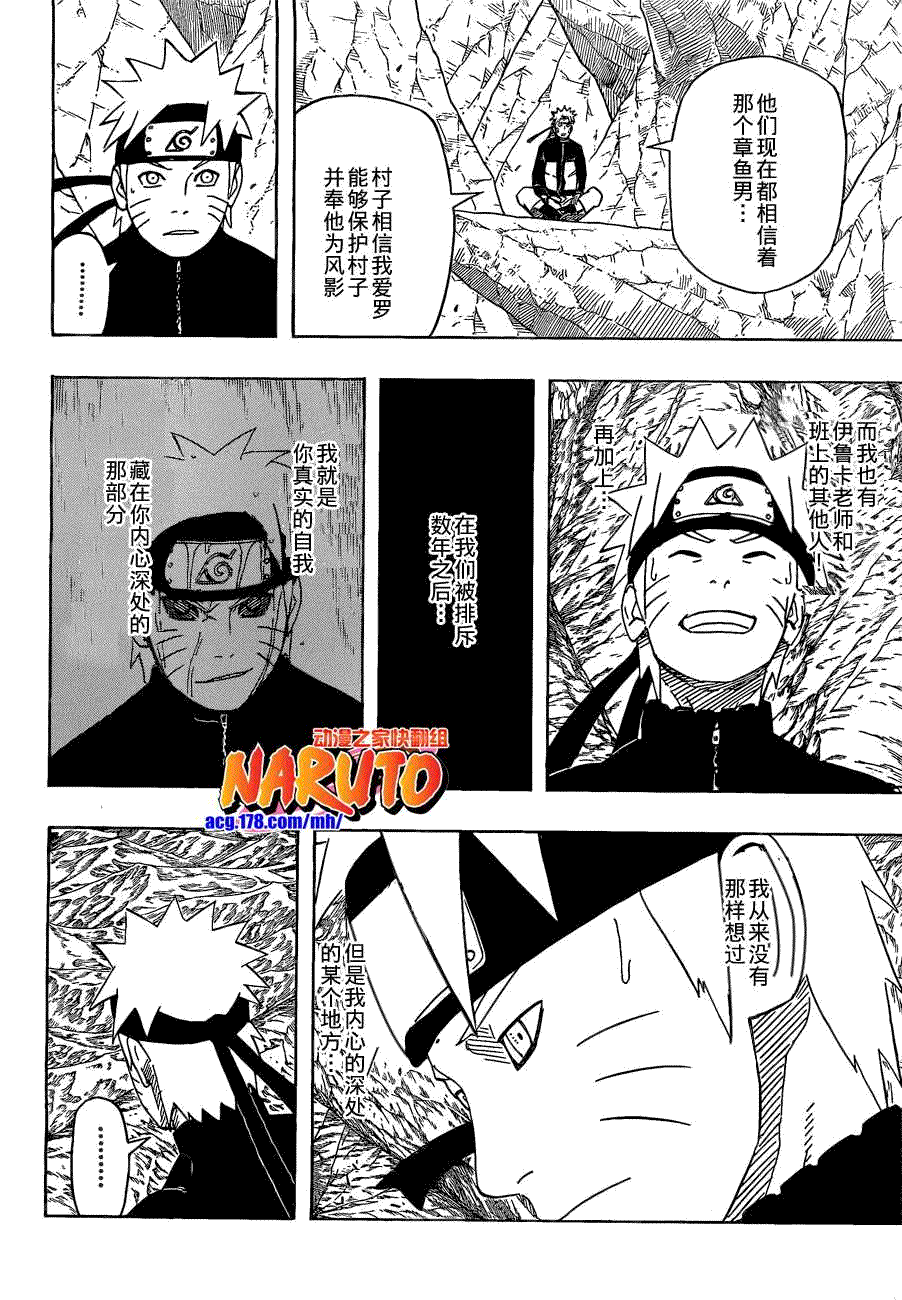 他们现在都相信着
那个章鱼男…
村子相信我爱罗
能够保护村子
并奉他为风影
………
而我也有
伊鲁卡老师和
班上的其他人—
再加上…
在我们被排斥
数年之后…
我就是
你真实的自我
藏在你内心深处的
那部分
动漫之家快翻组
NARUTO
acg.178.com/mh/
我从来没有
那样想过
但是我内心的深处
的某个地方…
………